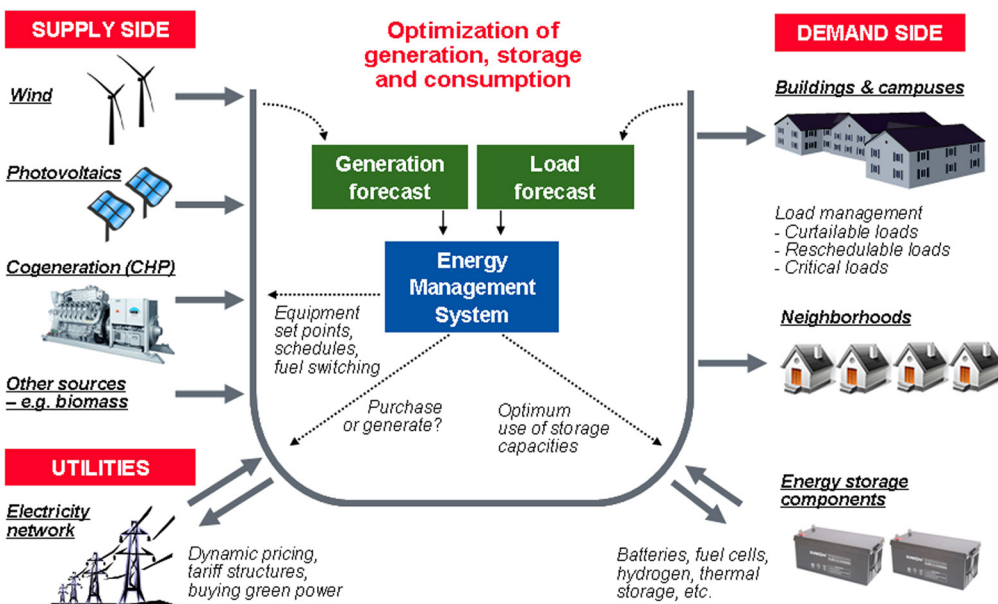 SUPPLY SIDE
Wind
Photovoltaics
Cogeneration (CHP)
Other sources
– e.g. biomass
UTILITIES
Electricity
network
Dynamic pricing,
tariff structures,
buying green power
Optimization of
generation, storage
and consumption
Generation
forecast
Load
forecast
Energy
Management
System
Equipment
set points,
schedules,
fuel switching
Purchase
or generate?
Optimum
use of storage
capacities
DEMAND SIDE
Buildings & campuses
Load management
- Curtailable loads
- Reschedulable loads
- Critical loads
Neighborhoods
Energy storage
components
Batteries, fuel cells,
hydrogen, thermal
storage, etc.